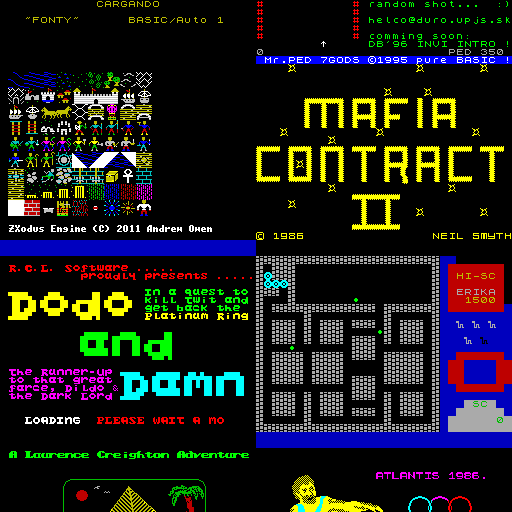 CARGANDO
"FONTY" BASIC/Auto 1
ZXodus Engine (C) 2011 Andrew Owen
random shot... :)
helco@duro.upjs.sk
comming soon:
DB'96 INVI INTRO !
0 PED 350
Mr.PED 7GODS ©1995 pure BASIC !
MAFIA
CONTRACT
II
© 1986 NEIL SMYTH
R.C.L. Software .....
proudly presents .....
Dodo
In a quest to
Kill Twit and
get back the
Platinum Ring
and
The Runner-up
to that great
farce, Dildo &
the Dark Lord
Damn
LOADING PLEASE WAIT A MO
A Laurence Creighton Adventure
HI-SC
ERIKA
1500
SC
0
ATLANTIS 1986.